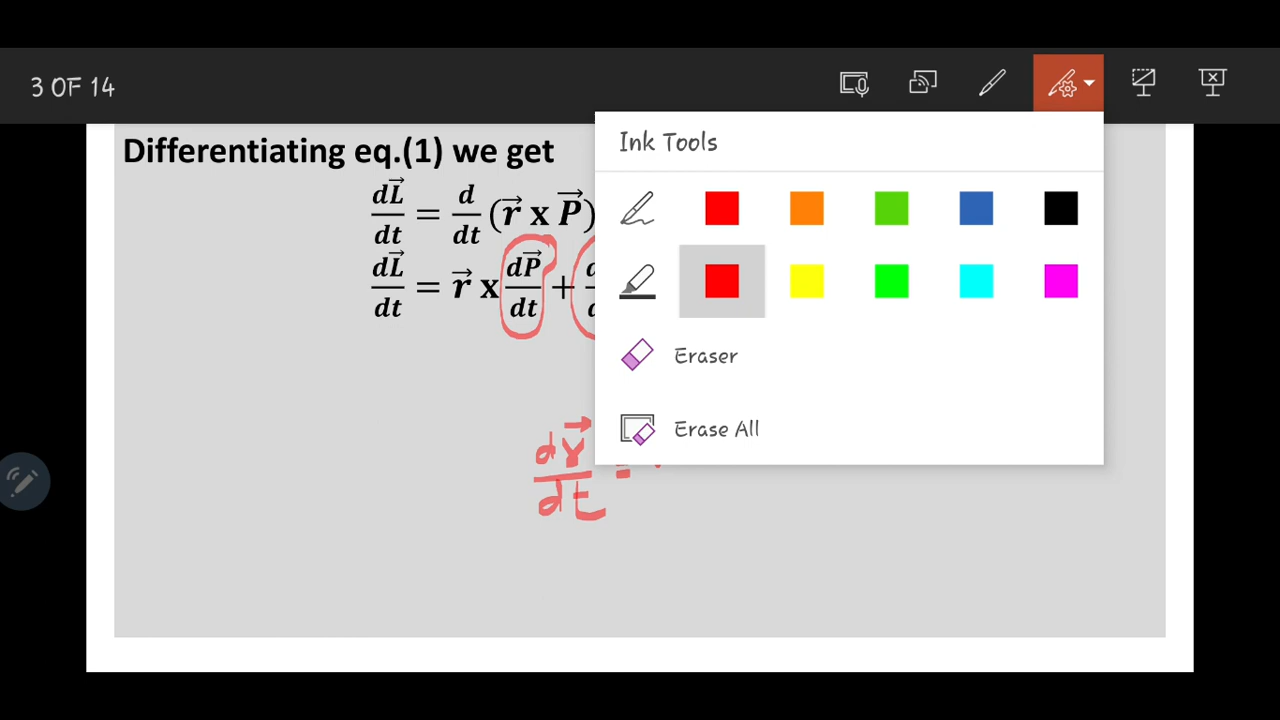 3 OF 14
Differentiating eq.(1) we get
dL⃗/dt = d/dt (r⃗ x P⃗)
dL⃗/dt = r⃗ x dP⃗/dt + d
dr⃗/dt =
Ink Tools
Eraser
Erase All